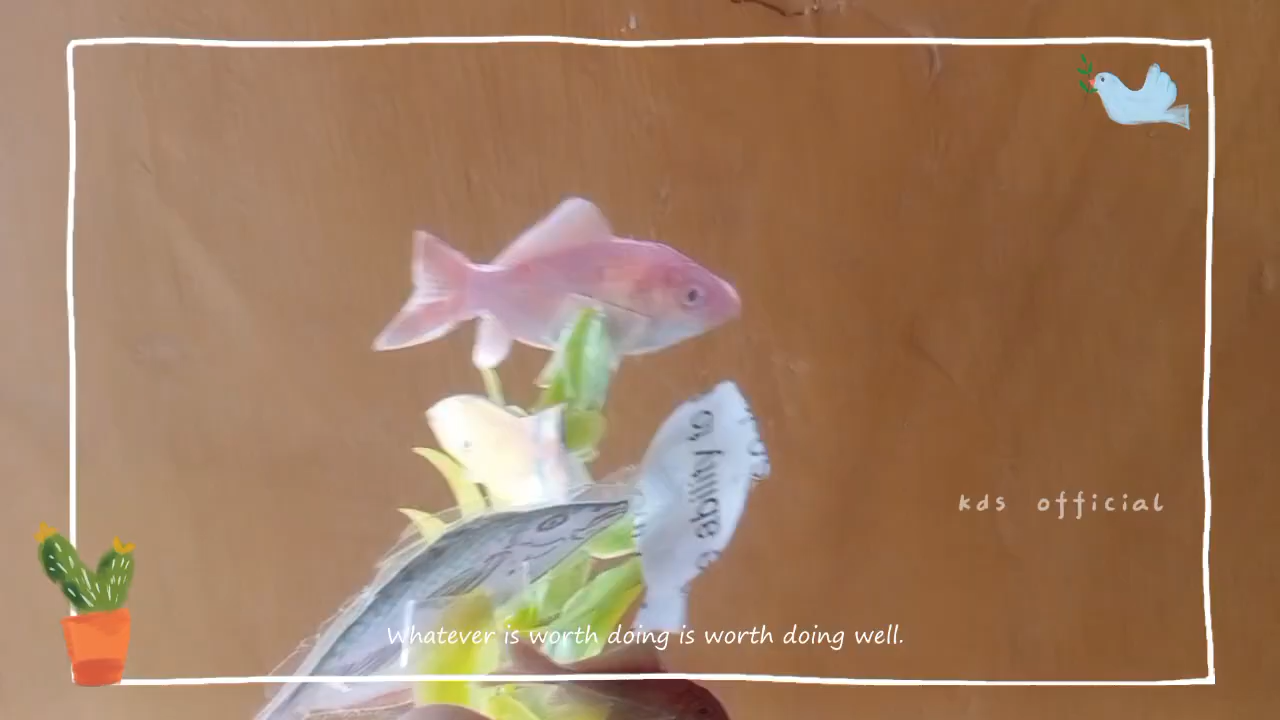 kds official
Whatever is worth doing is worth doing well.